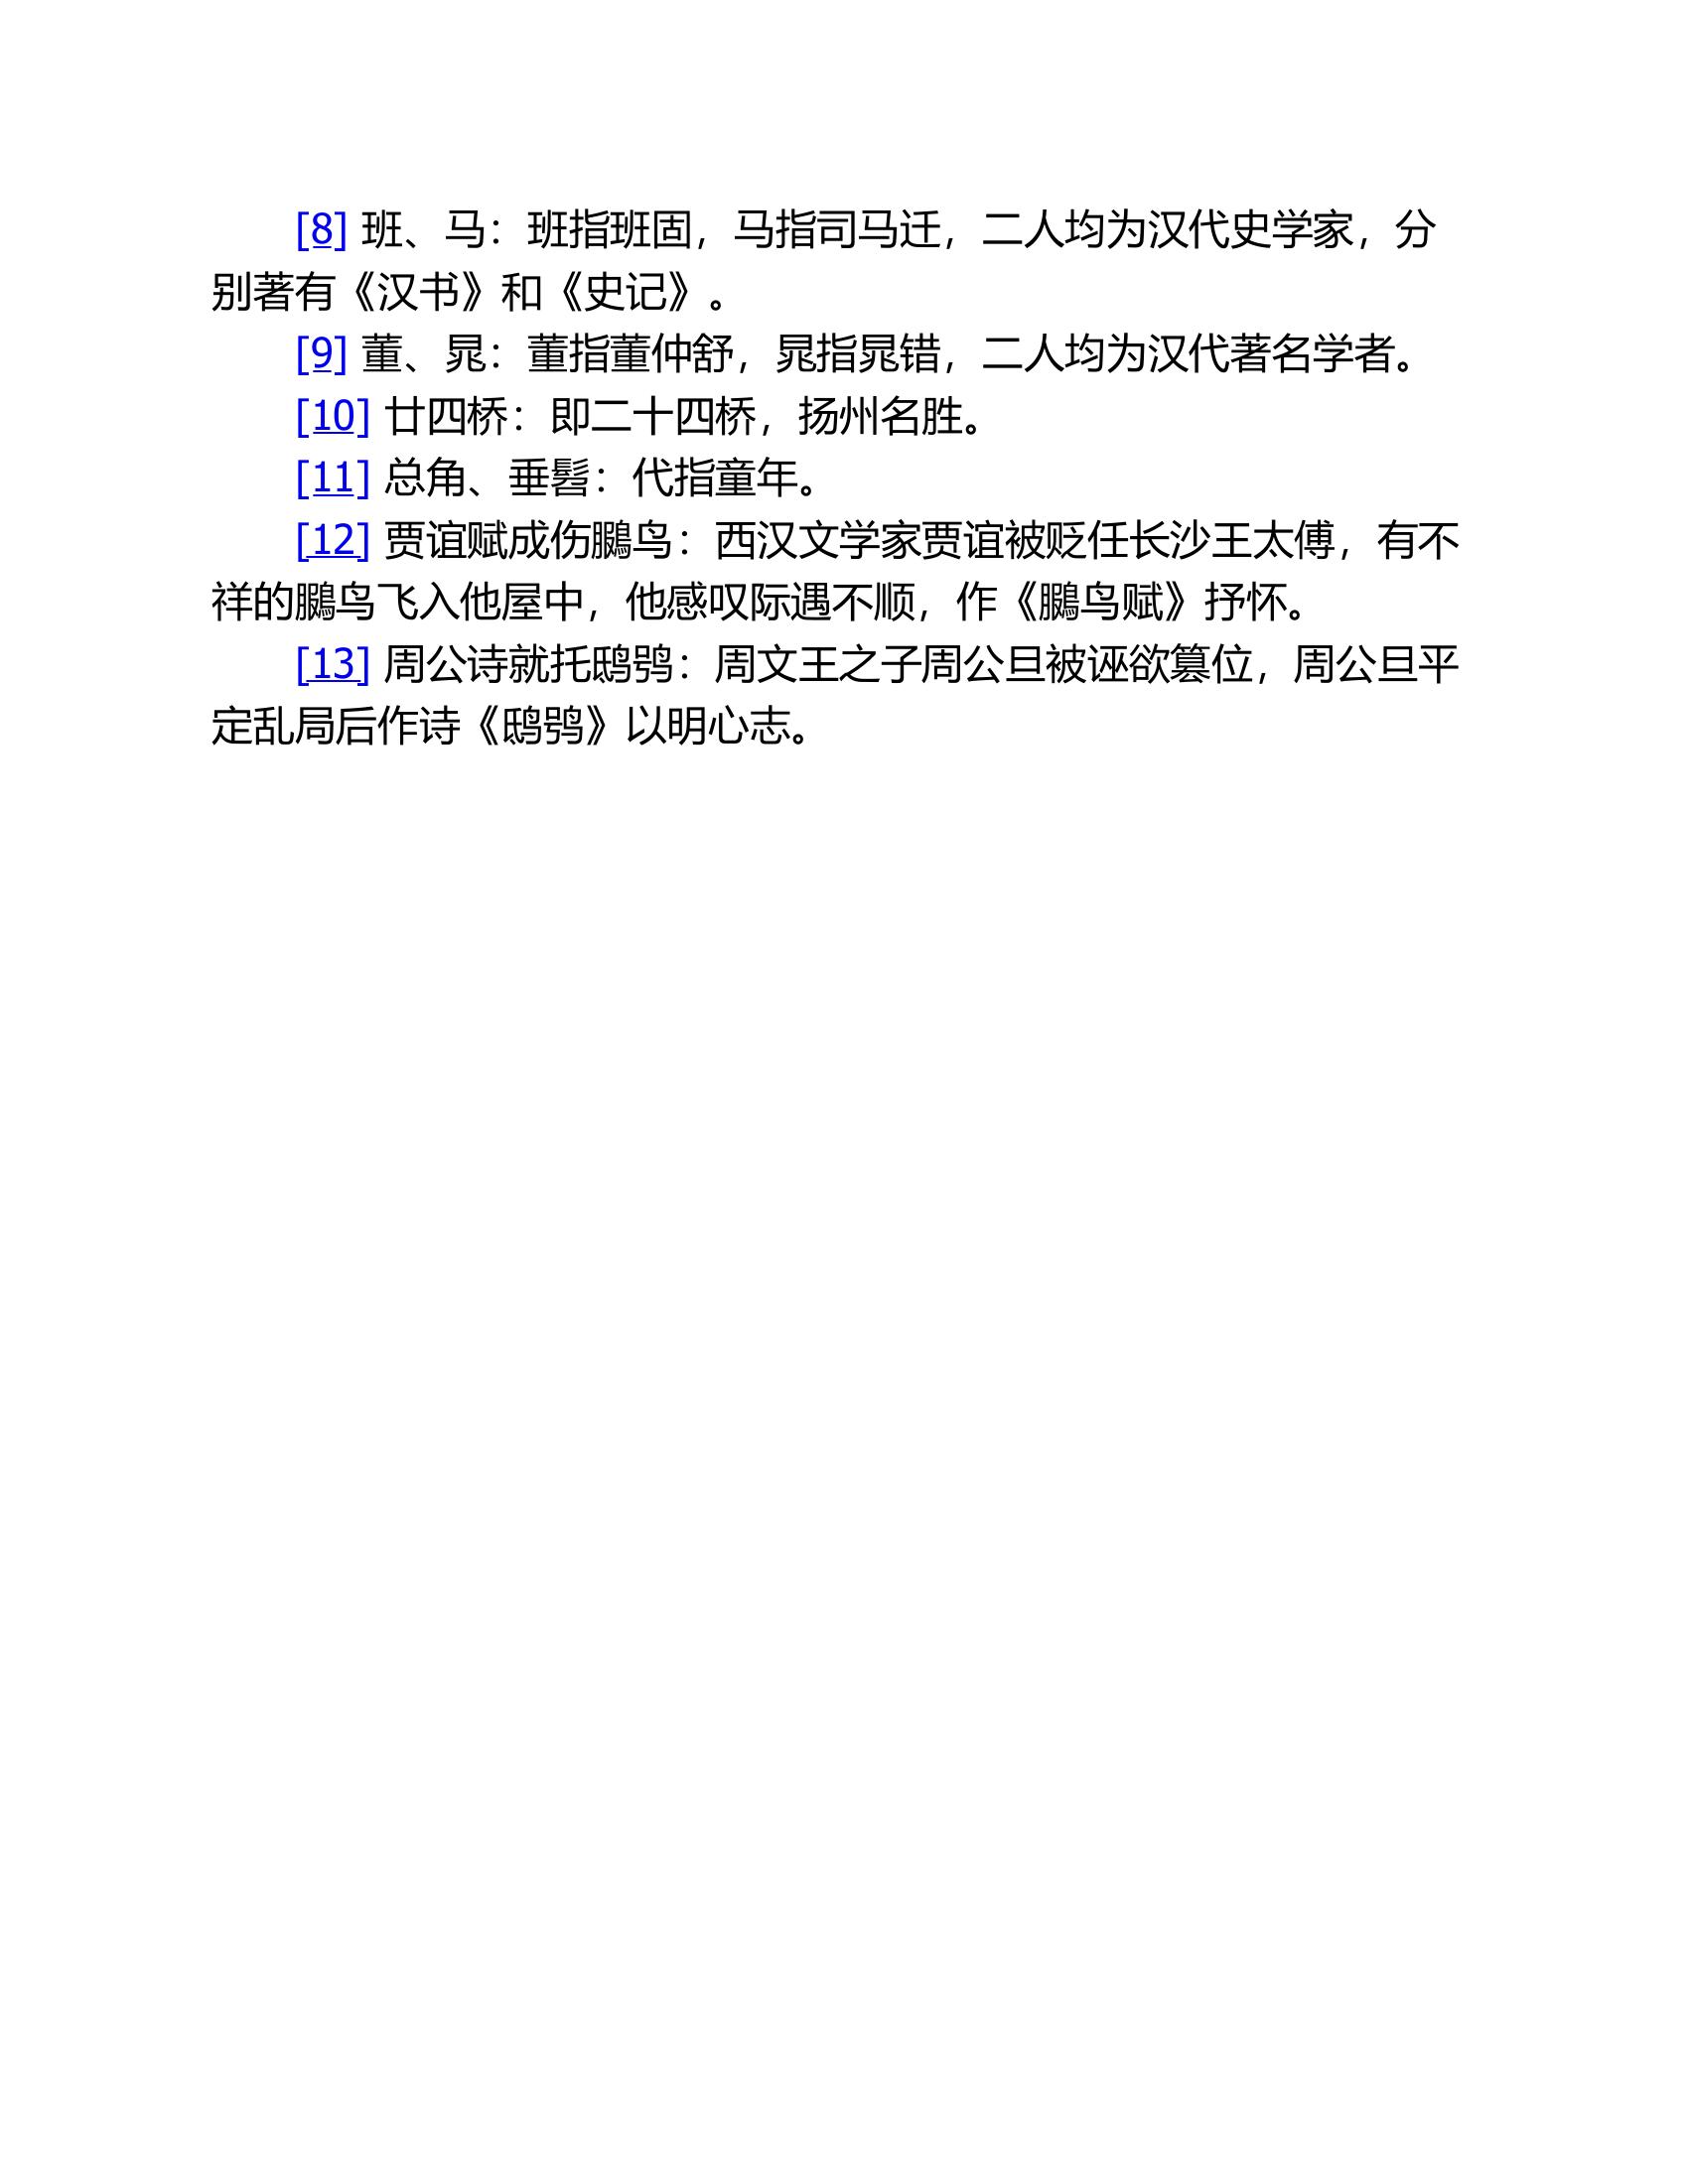 [8] 班、马：班指班固，马指司马迁，二人均为汉代史学家，分
别著有《汉书》和《史记》。
[9] 董、晁：董指董仲舒，晁指晁错，二人均为汉代著名学者。
[10] 廿四桥：即二十四桥，扬州名胜。
[11] 总角、垂髫：代指童年。
[12] 贾谊赋成伤鵩鸟：西汉文学家贾谊被贬任长沙王太傅，有不
祥的鵩鸟飞入他屋中，他感叹际遇不顺，作《鵩鸟赋》抒怀。
[13] 周公诗就托鸱鸮：周文王之子周公旦被诬欲篡位，周公旦平
定乱局后作诗《鸱鸮》以明心志。